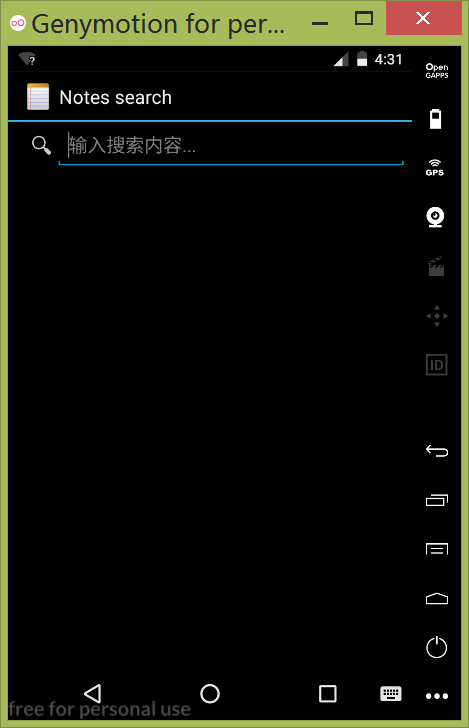 Genymotion for per...
4:31
Open
GAPPS
Notes search
输入搜索内容...
GPS
ID
free for personal use